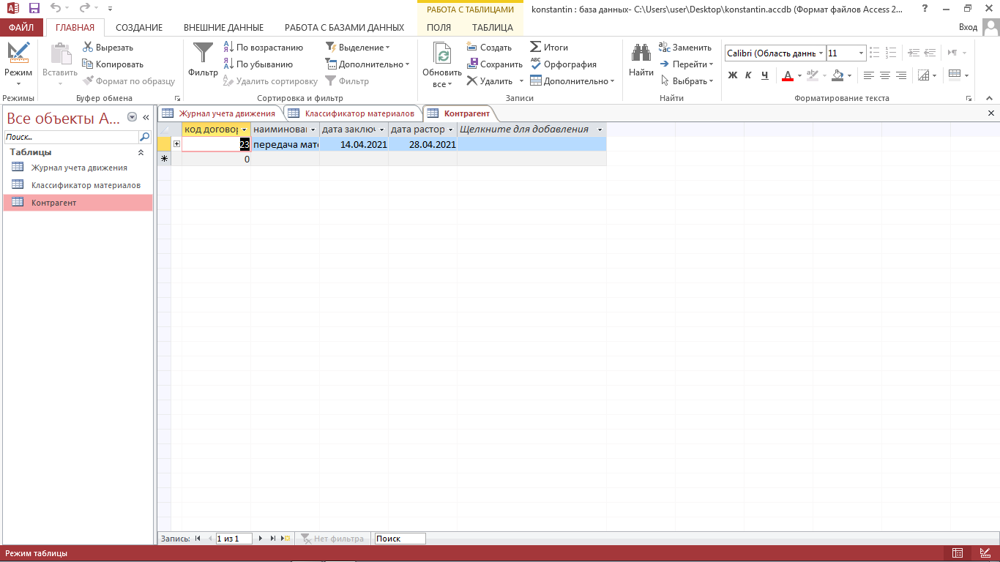 РАБОТА С ТАБЛИЦАМИ
konstantin : база данных- C:\Users\user\Desktop\konstantin.accdb (Формат файлов Access 2...
?
ФАЙЛ ГЛАВНАЯ СОЗДАНИЕ ВНЕШНИЕ ДАННЫЕ РАБОТА С БАЗАМИ ДАННЫХ ПОЛЯ ТАБЛИЦА Вход
Вырезать По возрастанию Выделение Создать Итоги Заменить Calibri (Область данны 11
Копировать По убыванию Дополнительно Сохранить Орфография Перейти
Режим Вставить Фильтр Обновить Найти Ж К Ч А
Формат по образцу Удалить сортировку Фильтр все Удалить Дополнительно Выбрать
Режимы Буфер обмена Сортировка и фильтр Записи Найти Форматирование текста
Все объекты A... «
Журнал учета движения Классификатор материалов Контрагент
Поиск...
код договор наиминован дата заключ дата растор Щелкните для добавления
23 передача мате 14.04.2021 28.04.2021
0
Таблицы
Журнал учета движения
Классификатор материалов
Контрагент
Запись: 1 из 1 Нет фильтра Поиск
Режим таблицы